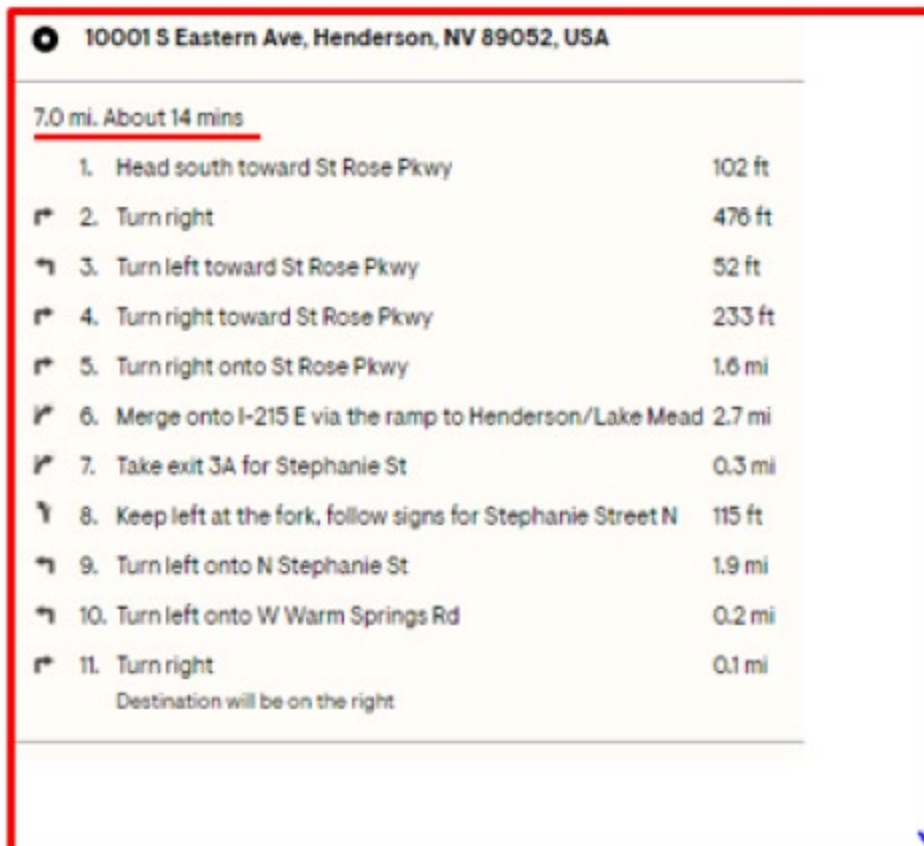 10001 S Eastern Ave, Henderson, NV 89052, USA
7.0 mi. About 14 mins
1. Head south toward St Rose Pkwy 102 ft
2. Turn right 476 ft
3. Turn left toward St Rose Pkwy 52 ft
4. Turn right toward St Rose Pkwy 233 ft
5. Turn right onto St Rose Pkwy 1.6 mi
6. Merge onto I-215 E via the ramp to Henderson/Lake Mead 2.7 mi
7. Take exit 3A for Stephanie St 0.3 mi
8. Keep left at the fork, follow signs for Stephanie Street N 115 ft
9. Turn left onto N Stephanie St 1.9 mi
10. Turn left onto W Warm Springs Rd 0.2 mi
11. Turn right 0.1 mi
Destination will be on the right